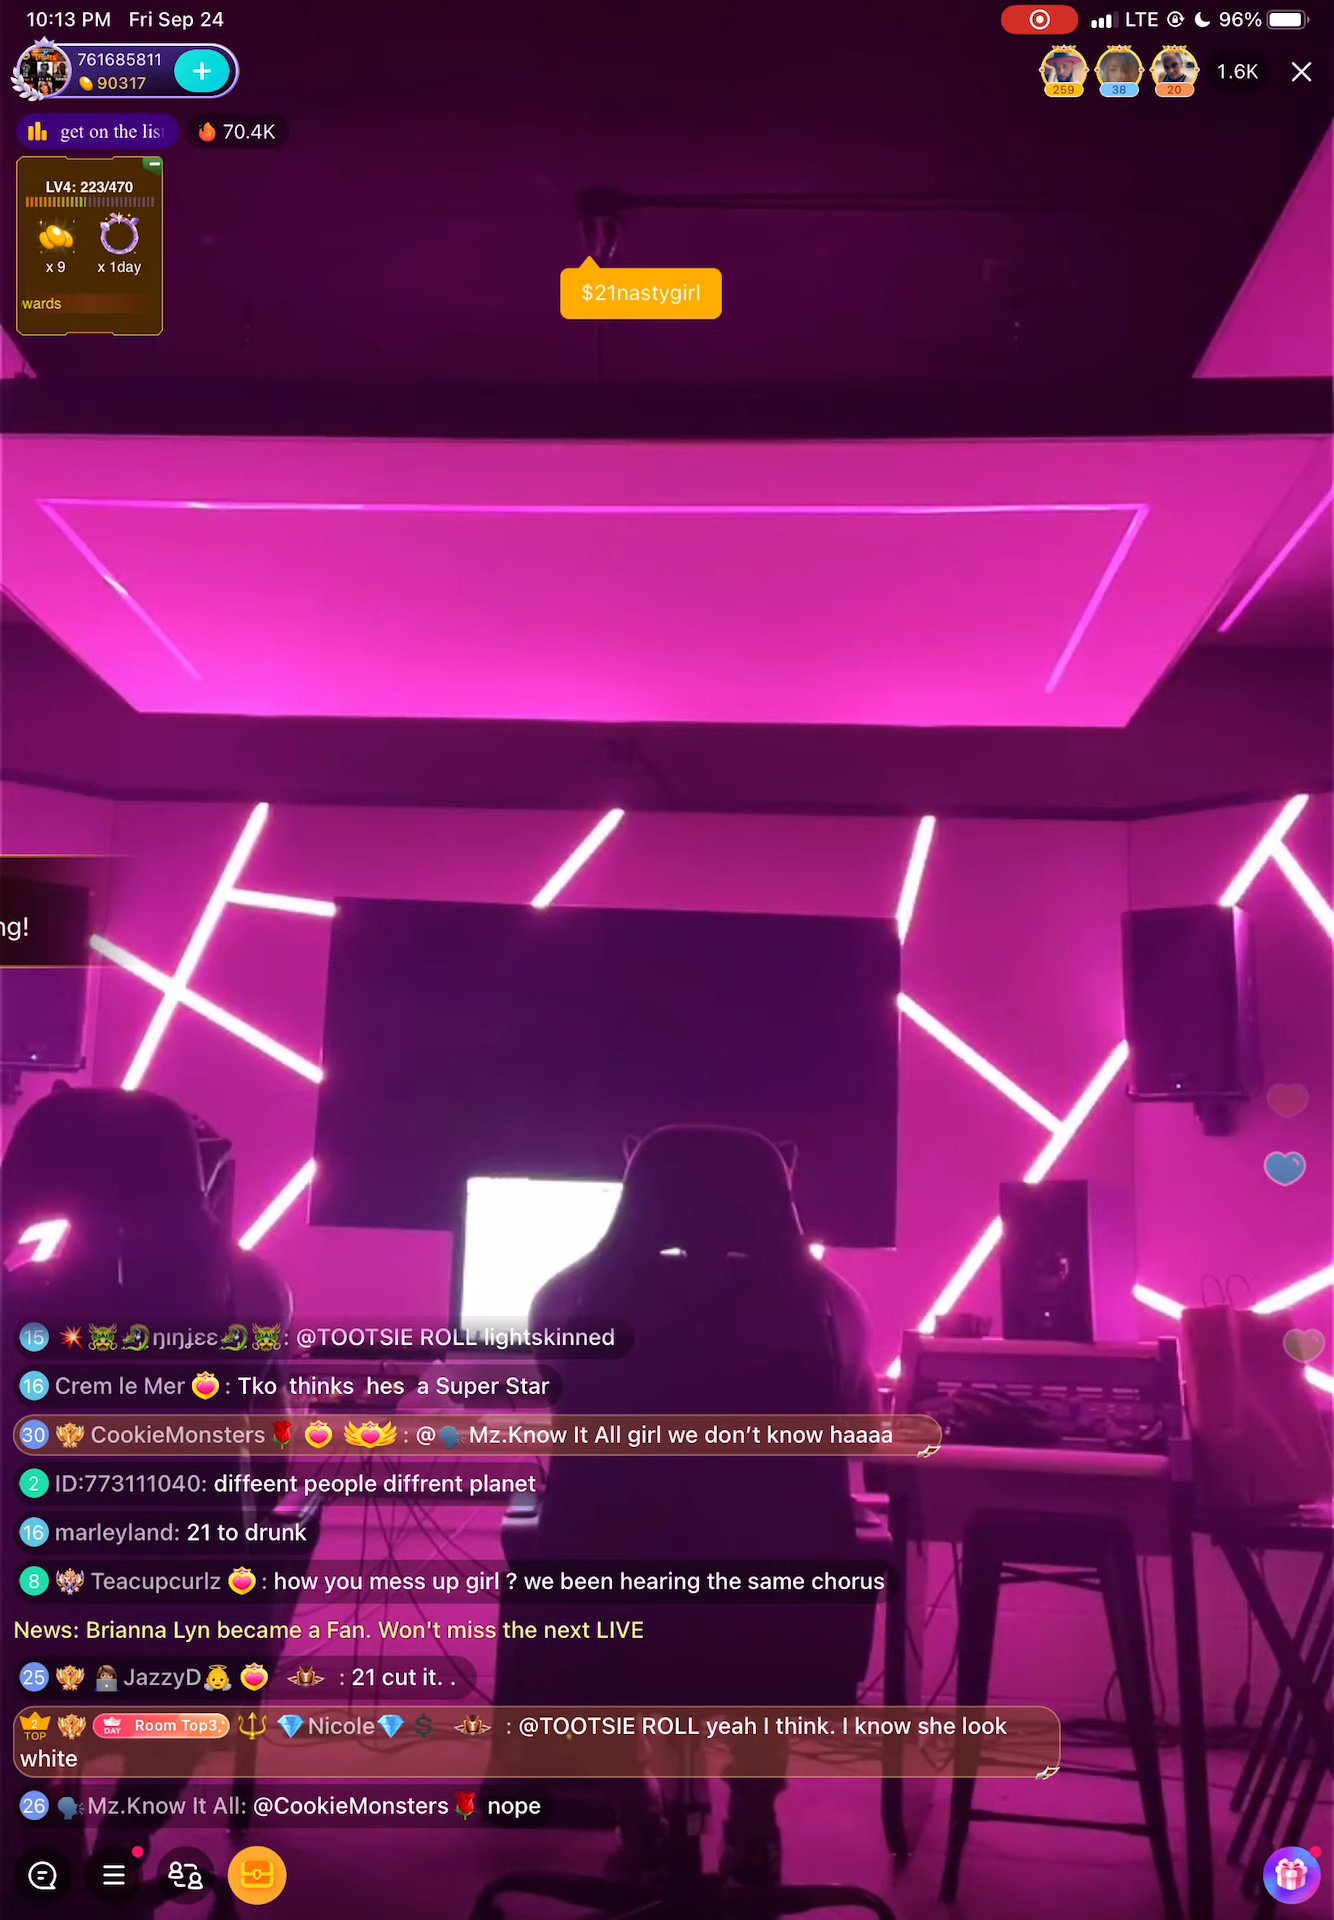 10:13 PM Fri Sep 24
LTE 96%
761685811
90317
259
38
20
1.6K
get on the lis
70.4K
LV4: 223/470
x 9 x 1day
wards
$21nastygirl
ng!
15 ŋıŋʝɛɛ: @TOOTSIE ROLL lightskinned
16 Crem le Mer : Tko thinks hes a Super Star
30 CookieMonsters : @ Mz.Know It All girl we don’t know haaaa
2 ID:773111040: diffeent people diffrent planet
16 marleyland: 21 to drunk
8 Teacupcurlz : how you mess up girl ? we been hearing the same chorus
News: Brianna Lyn became a Fan. Won't miss the next LIVE
25 JazzyD : 21 cut it. .
2 TOP DAY Room Top3 Nicole $ : @TOOTSIE ROLL yeah I think. I know she look
white
26 Mz.Know It All: @CookieMonsters nope